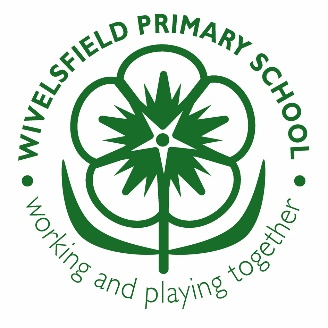 WIVELSFIELD PRIMARY SCHOOL
working and playing together